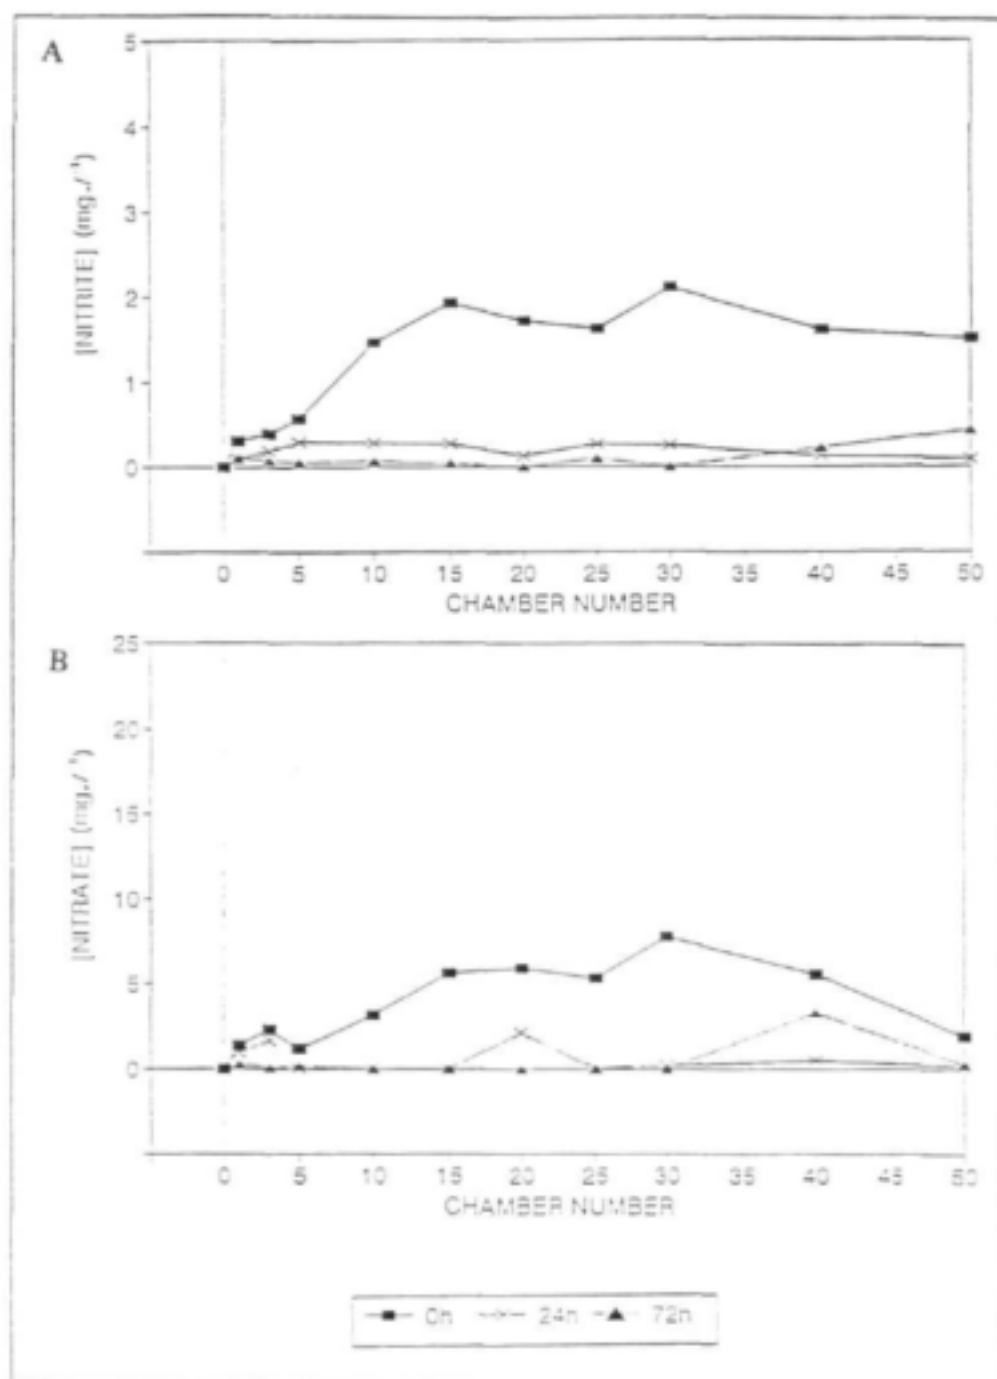 A
5
4
3
2
1
0
[NITRITE] (mg.l⁻¹)
0 5 10 15 20 25 30 35 40 45 50
CHAMBER NUMBER
B
25
20
15
10
5
0
[NITRATE] (mg.l⁻¹)
0 5 10 15 20 25 30 35 40 45 50
CHAMBER NUMBER
0h 24h 72h